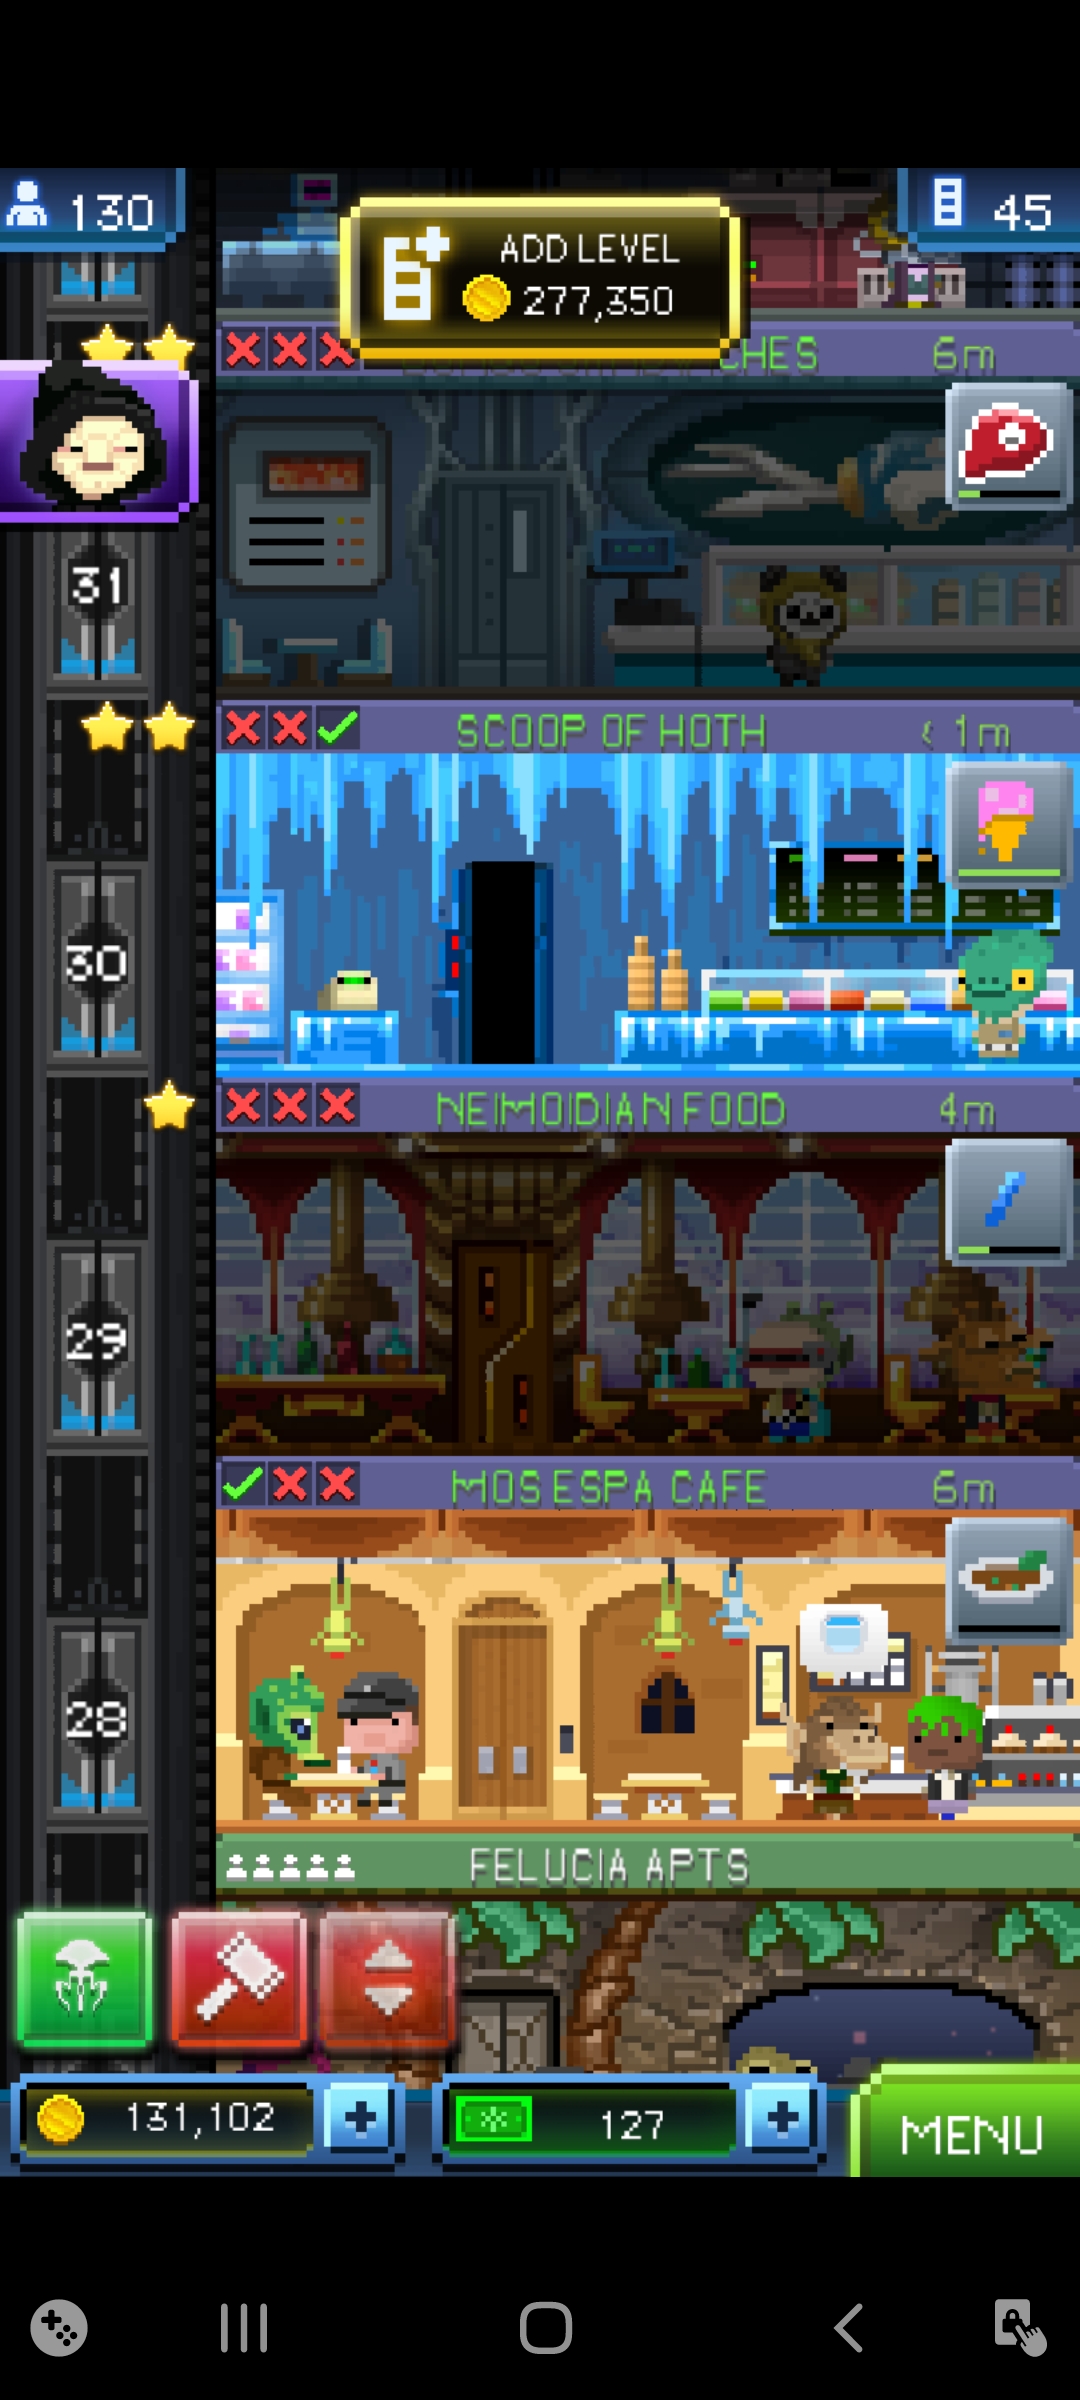 130
45
ADD LEVEL
277,350
CHES 6m
31
SCOOP OF HOTH < 1m
30
NEIMOIDIAN FOOD 4m
29
MOS ESPA CAFE 6m
28
FELUCIA APTS
131,102
127
MENU